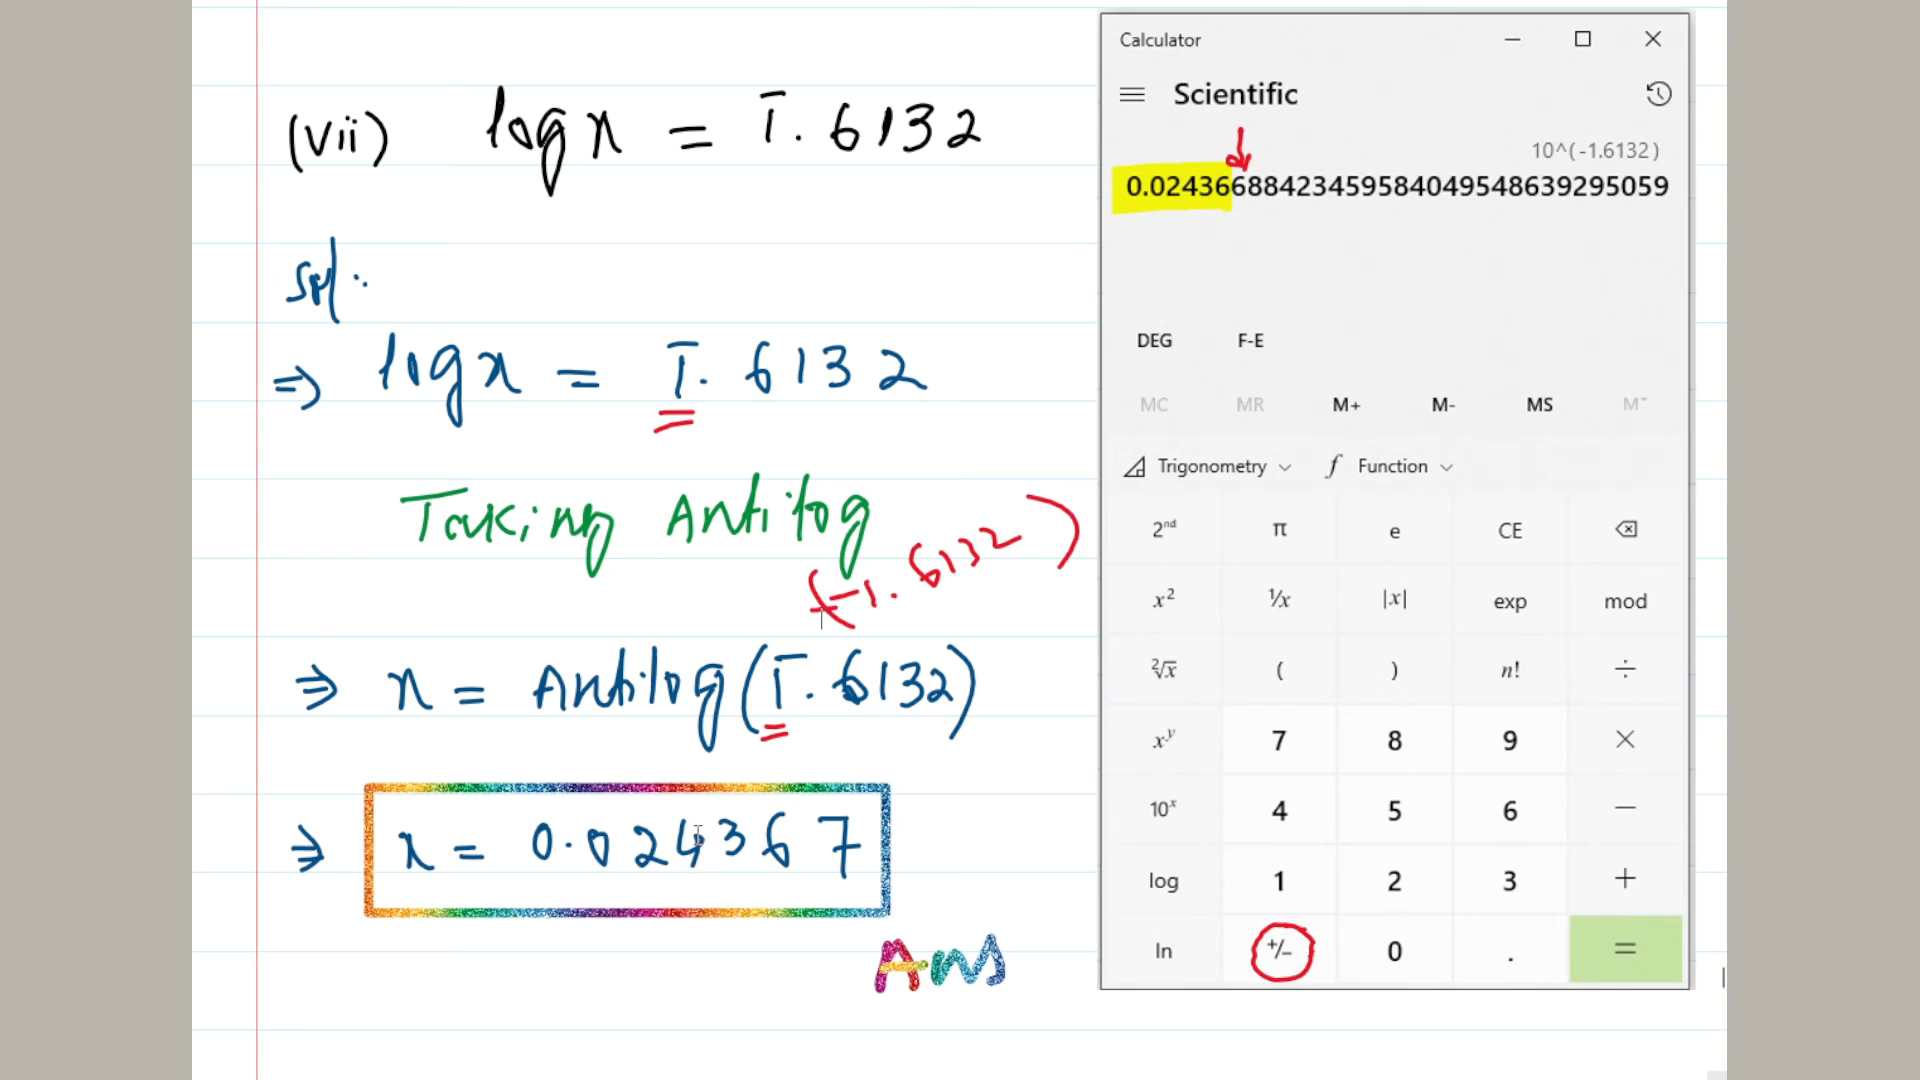 (vii) log x = 1̄.6132
Sol:
⇒ log x = 1̄.6132
Taking Antilog
(-1.6132)
⇒ x = Antilog(1̄.6132)
⇒ x = 0.024367
Ans
Calculator
Scientific
10^(-1.6132)
0.02436688423459584049548639295059
DEG F-E
MC MR M+ M- MS M˅
Trigonometry f Function
2ⁿᵈ π e CE
x² ¹/x |x| exp mod
²√x ( ) n! ÷
xʸ 7 8 9 ×
10ˣ 4 5 6 −
log 1 2 3 +
ln +/− 0 . =